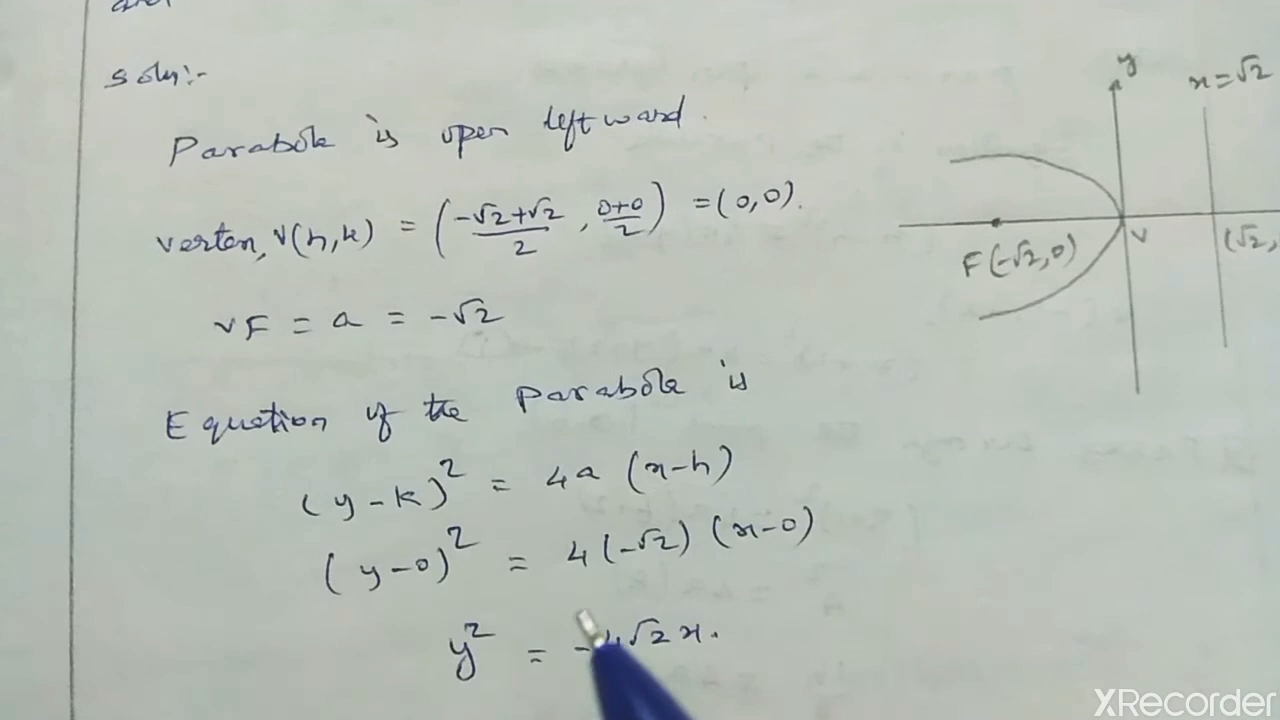 Soln:-
Parabola is open leftward.
Vertex, V(h,k) = (-√2+√2/2, 0+0/2) = (0,0).
VF = a = -√2
Equation of the Parabola is
(y-k)² = 4a (x-h)
(y-0)² = 4(-√2) (x-0)
y² = -4√2 x.
y
x=√2
F(-√2,0)
V
(√2,
XRecorder